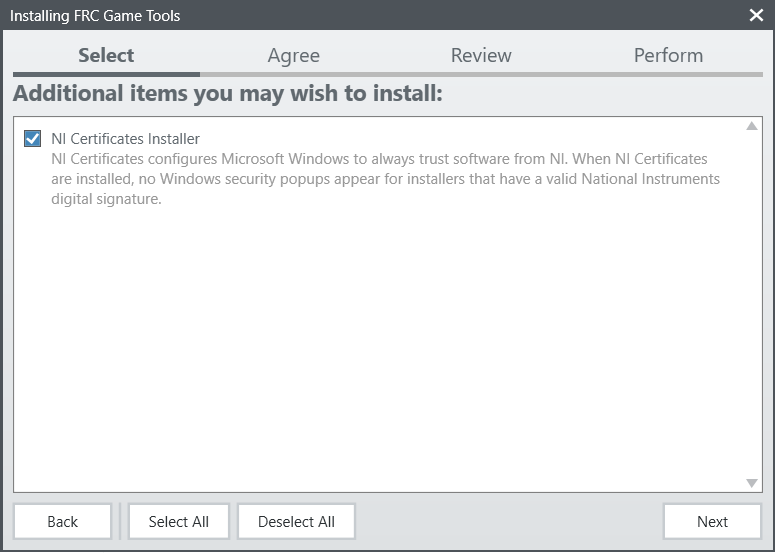 Installing FRC Game Tools
Select Agree Review Perform
Additional items you may wish to install:
NI Certificates Installer
NI Certificates configures Microsoft Windows to always trust software from NI. When NI Certificates
are installed, no Windows security popups appear for installers that have a valid National Instruments
digital signature.
Back Select All Deselect All Next